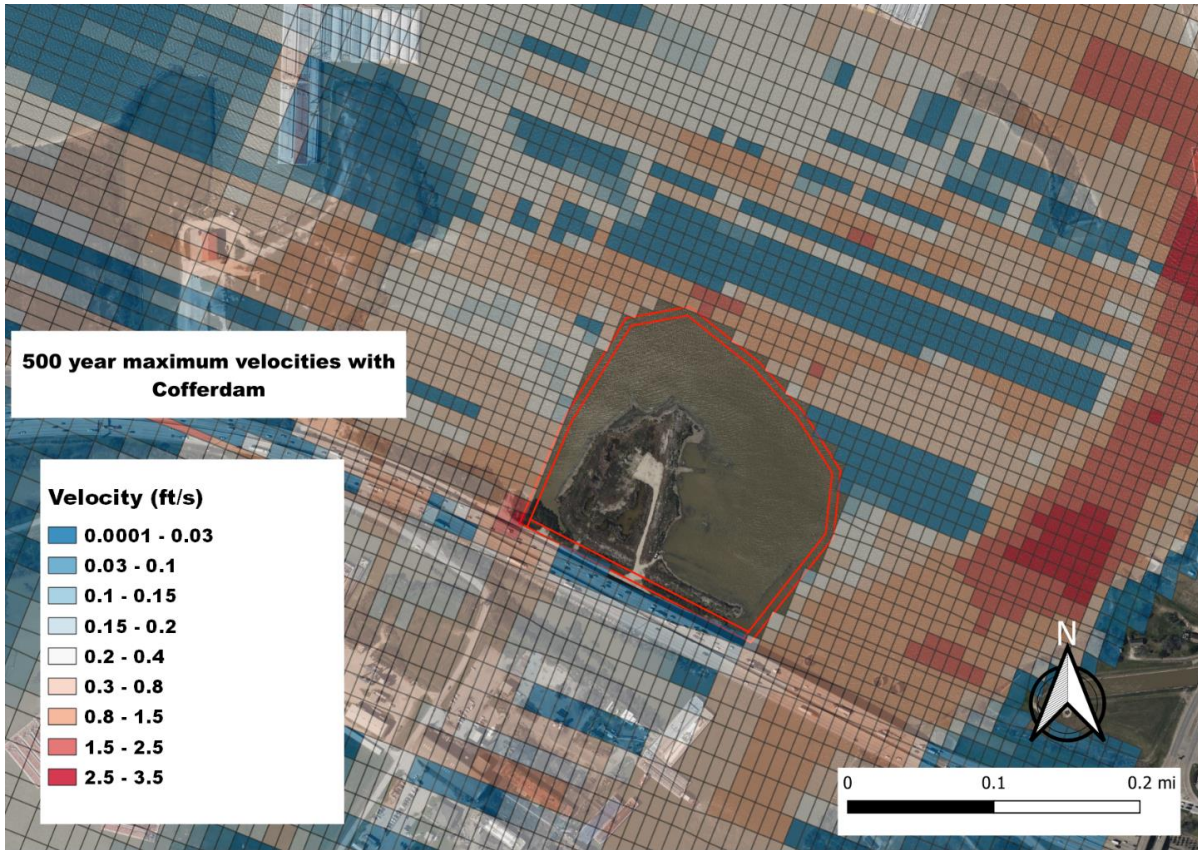 500 year maximum velocities with
Cofferdam
Velocity (ft/s)
0.0001 - 0.03
0.03 - 0.1
0.1 - 0.15
0.15 - 0.2
0.2 - 0.4
0.3 - 0.8
0.8 - 1.5
1.5 - 2.5
2.5 - 3.5
N
0 0.1 0.2 mi